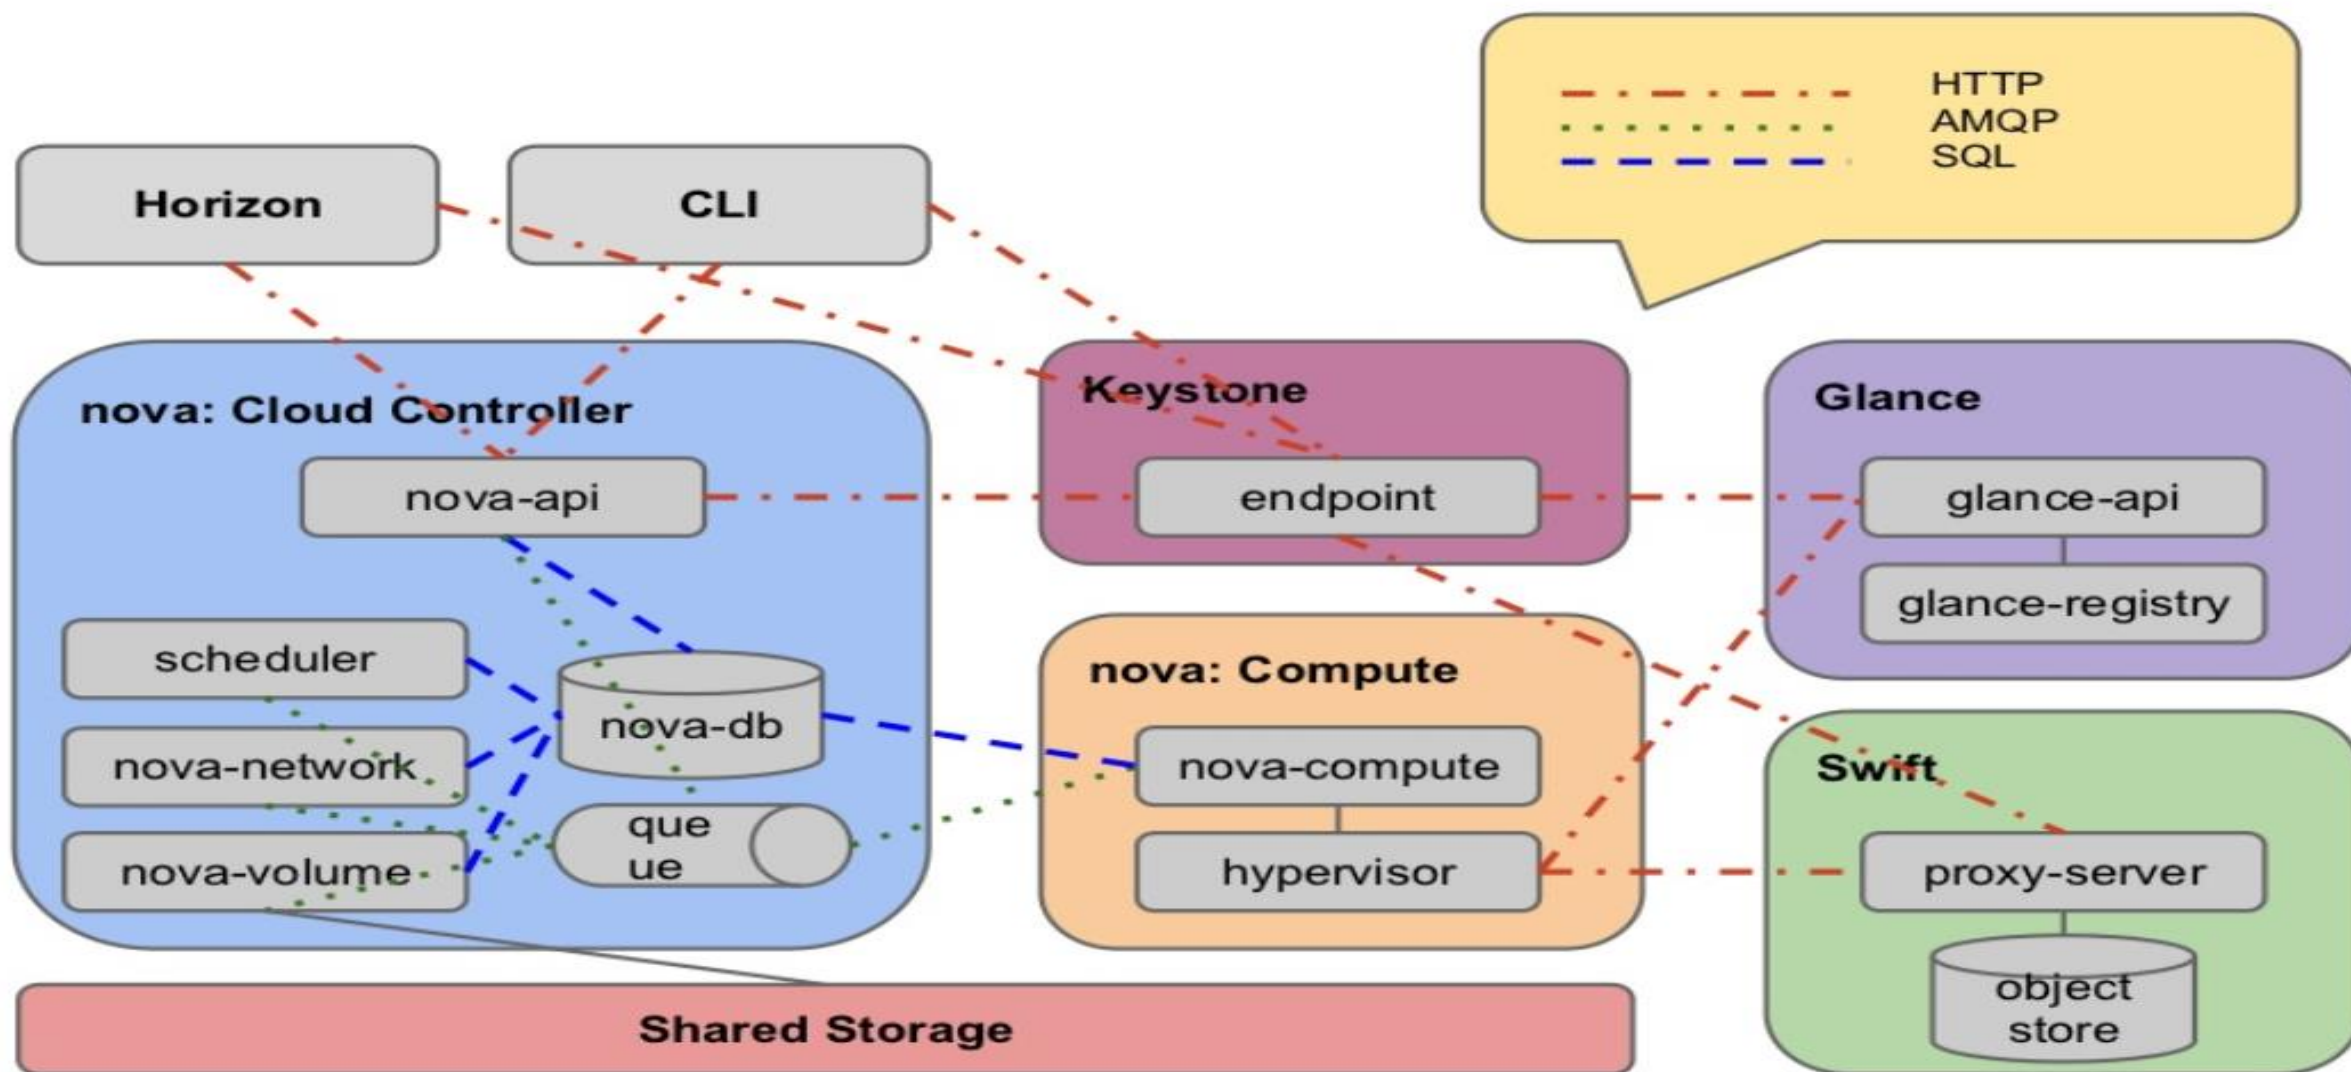 HTTP
AMQP
SQL
Horizon
CLI
nova: Cloud Controller
nova-api
scheduler
nova-network
nova-volume
nova-db
que
ue
Keystone
endpoint
nova: Compute
nova-compute
hypervisor
Glance
glance-api
glance-registry
Swift
proxy-server
object
store
Shared Storage